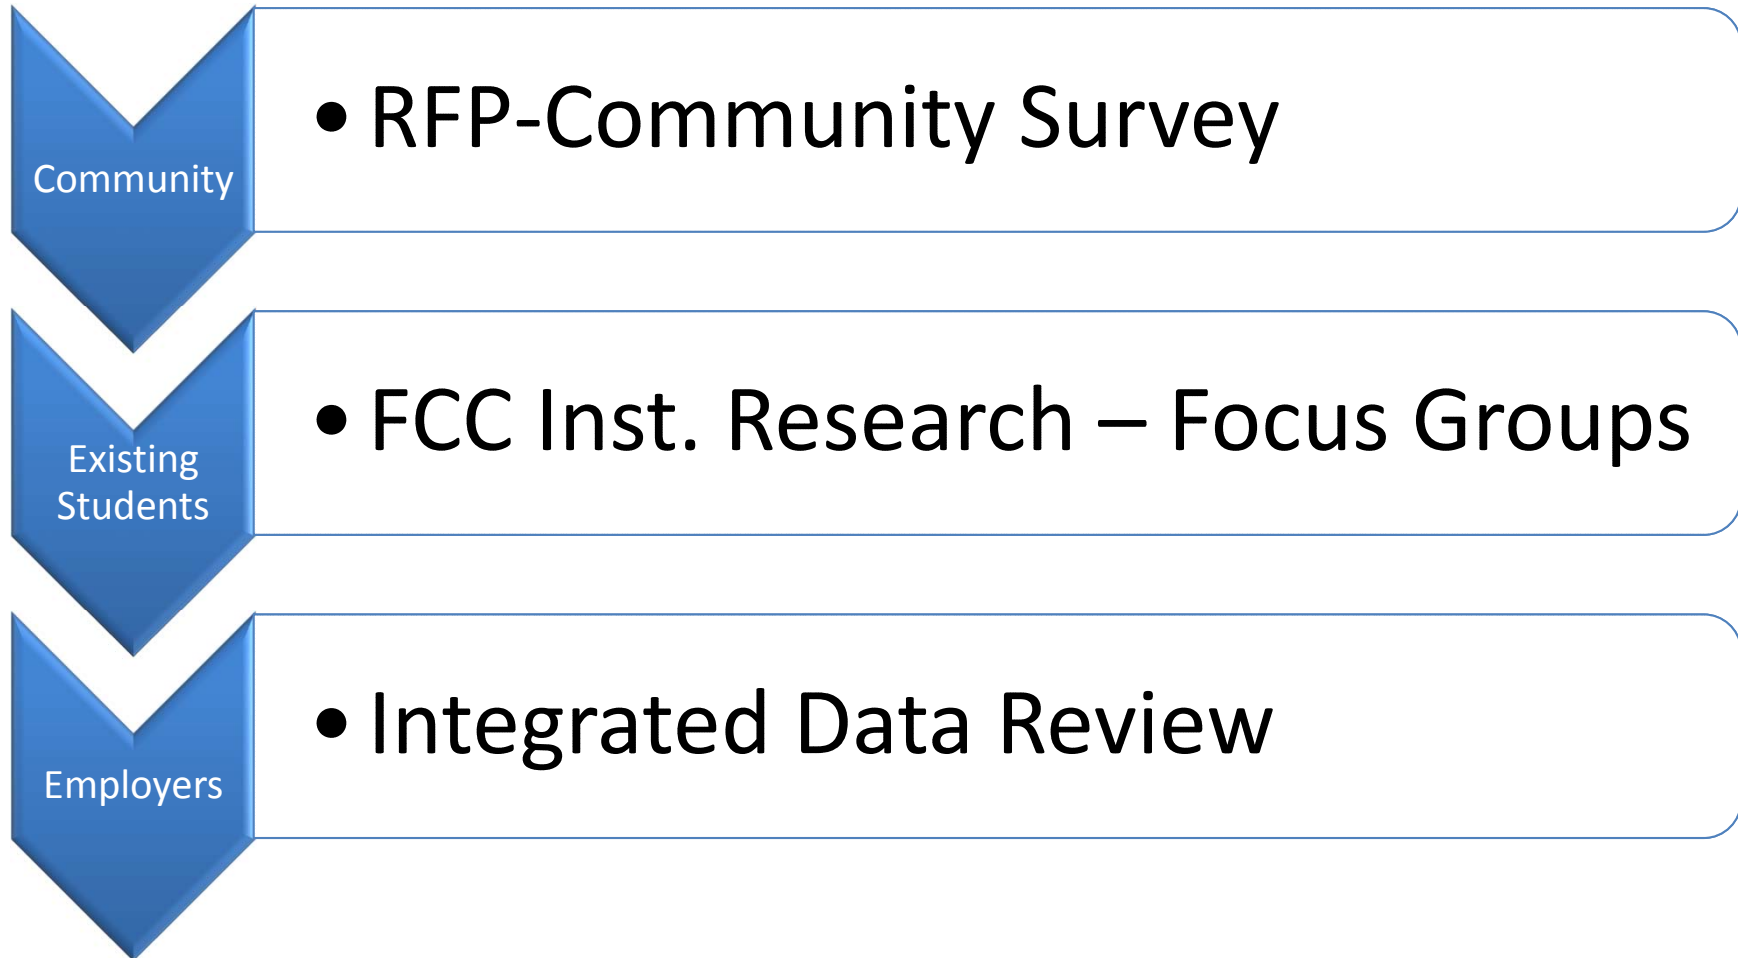 Community
• RFP-Community Survey
Existing
Students
• FCC Inst. Research – Focus Groups
Employers
• Integrated Data Review